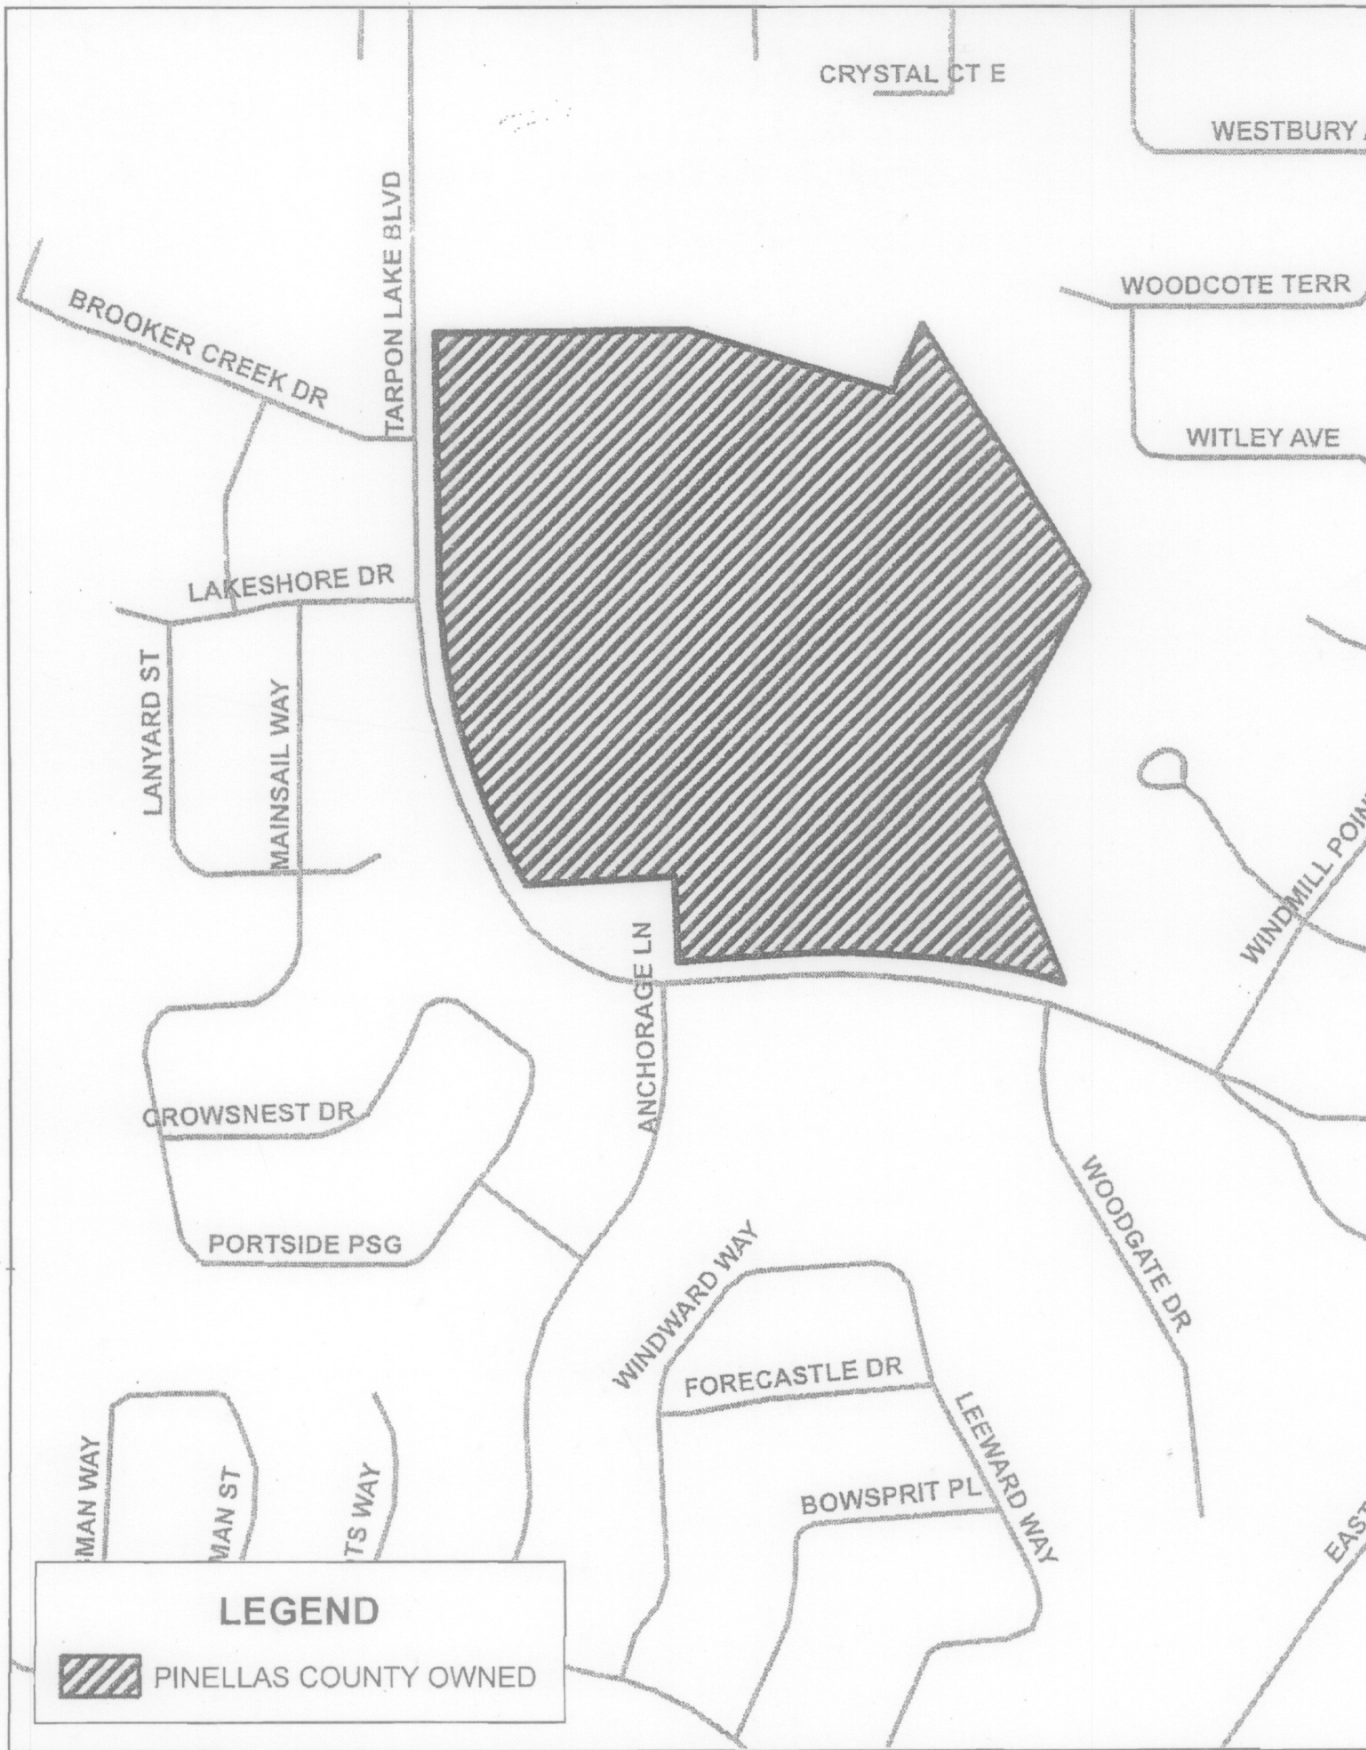 CRYSTAL CT E
WESTBURY
TARPON LAKE BLVD
WOODCOTE TERR
BROOKER CREEK DR
WITLEY AVE
LAKESHORE DR
LANYARD ST
MAINSAIL WAY
WINDMILL POIN
ANCHORAGE LN
CROWSNEST DR
WOODGATE DR
PORTSIDE PSG
WINDWARD WAY
FORECASTLE DR
LEEWARD WAY
BOWSPRIT PL
MAN WAY
MAN ST
TS WAY
EAST
LEGEND
PINELLAS COUNTY OWNED